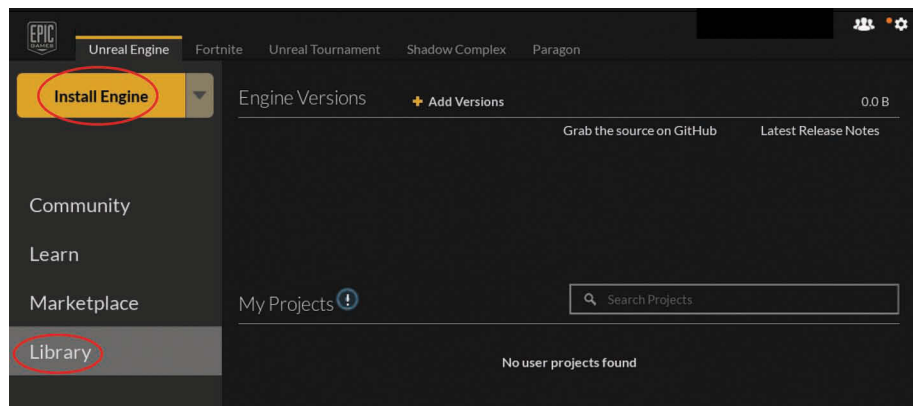 EPIC
GAMES
Unreal Engine Fortnite Unreal Tournament Shadow Complex Paragon
Install Engine Engine Versions + Add Versions 0.0 B
Grab the source on GitHub Latest Release Notes
Community
Learn
Marketplace My Projects ! Search Projects
Library
No user projects found